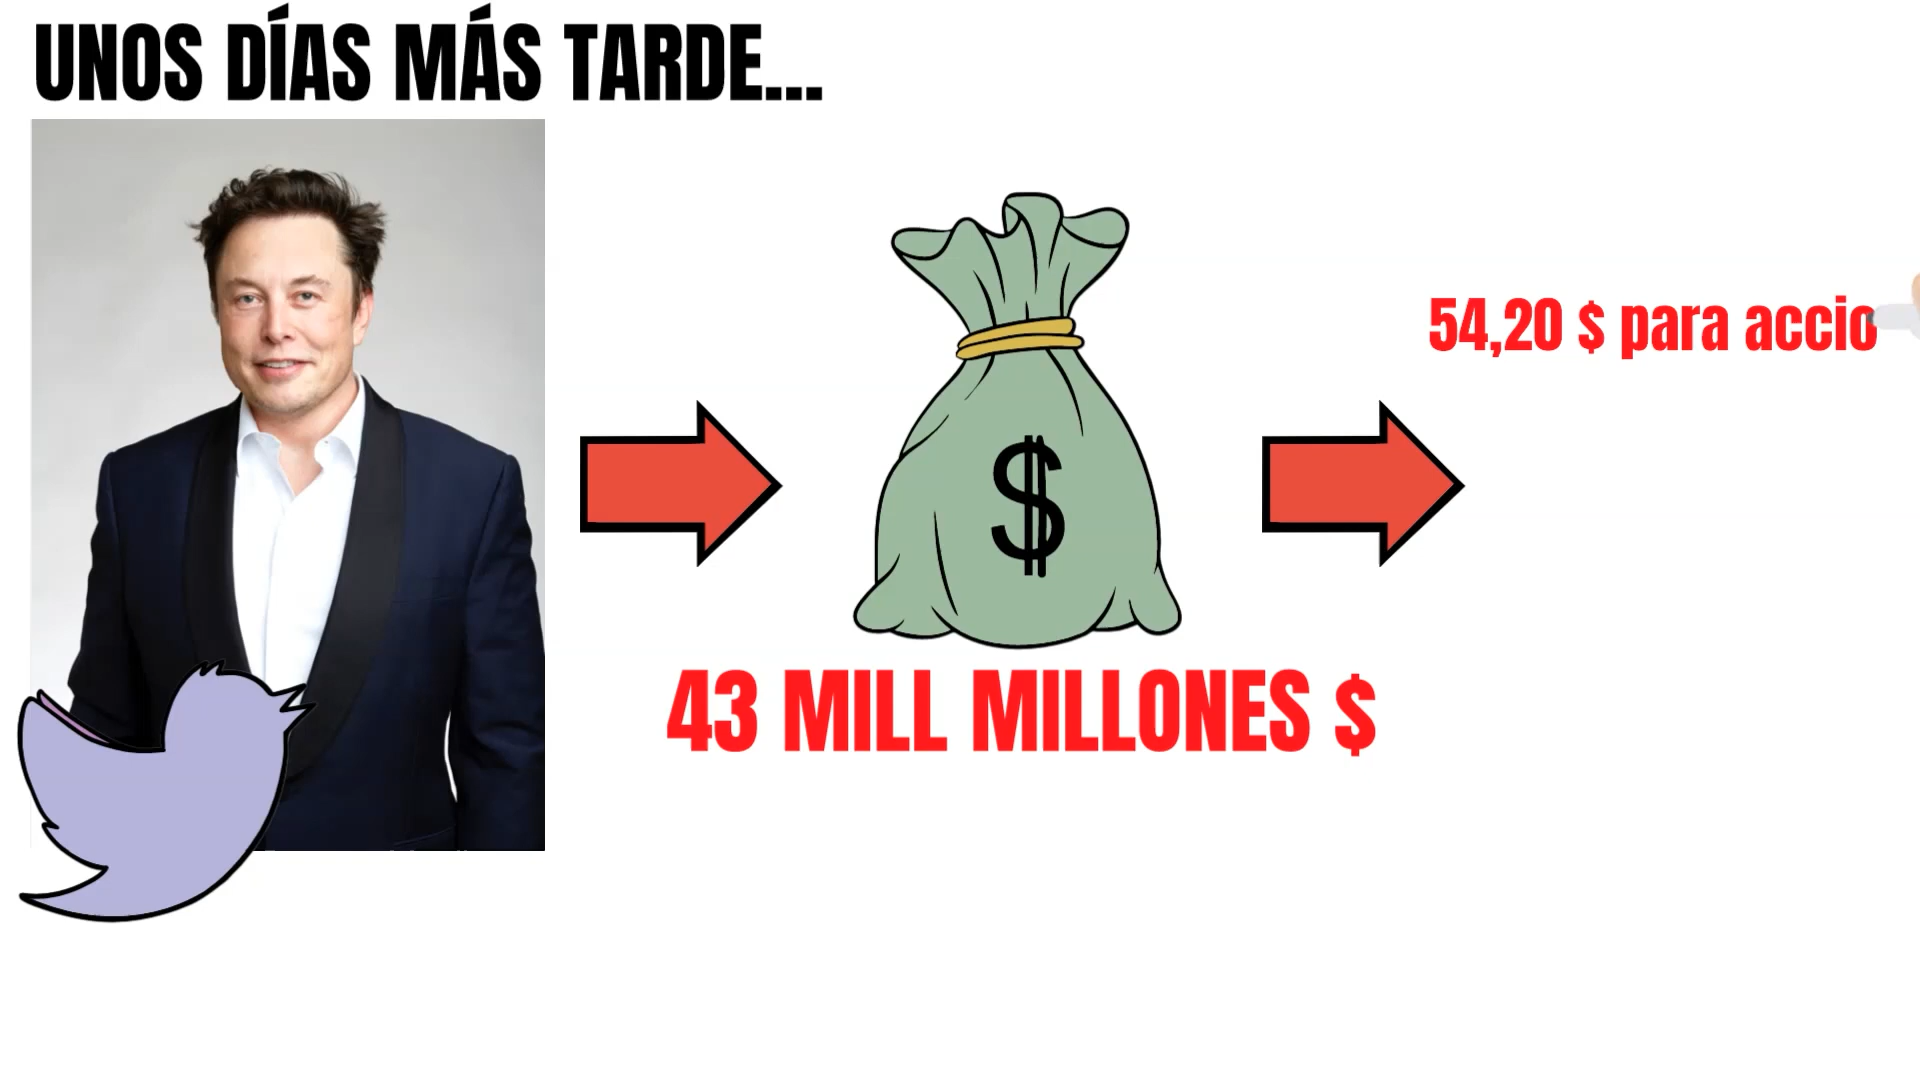 UNOS DÍAS MÁS TARDE...
54,20 $ para accio
$
43 MILL MILLONES $